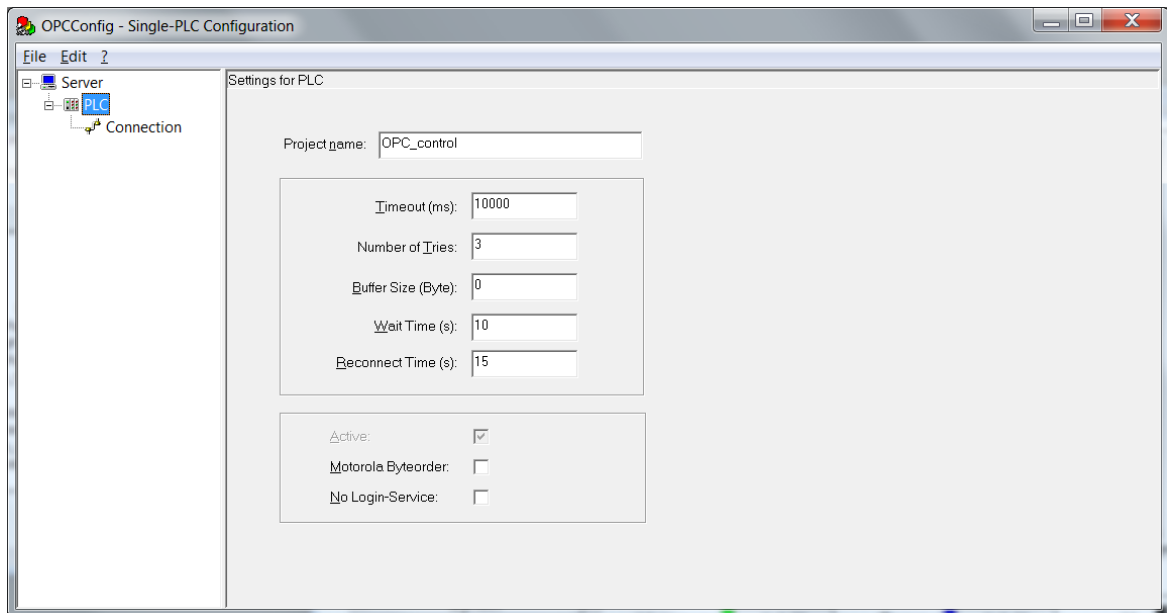 OPCConfig - Single-PLC Configuration
File Edit ?
Server
PLC
Connection
Settings for PLC
Project name: OPC_control
Timeout (ms): 10000
Number of Tries: 3
Buffer Size (Byte): 0
Wait Time (s): 10
Reconnect Time (s): 15
Active:
Motorola Byteorder:
No Login-Service: